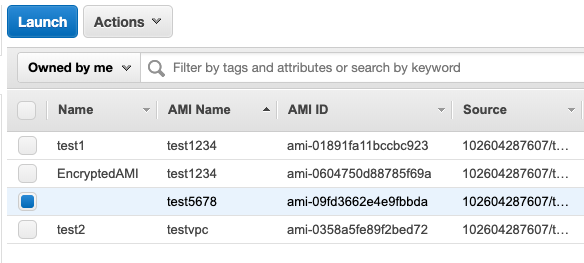 Launch Actions
Owned by me Filter by tags and attributes or search by keyword
Name AMI Name AMI ID Source
test1 test1234 ami-01891fa11bccbc923 102604287607/t...
EncryptedAMI test1234 ami-0604750d88785f69a 102604287607/t...
test5678 ami-09fd3662e4e9fbbda 102604287607/t...
test2 testvpc ami-0358a5fe89f2bed72 102604287607/t...